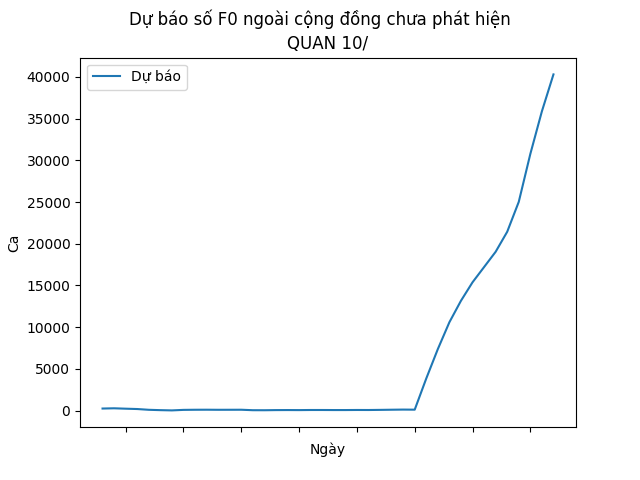 Dự báo số F0 ngoài cộng đồng chưa phát hiện
QUAN 10/
Dự báo
40000
35000
30000
25000
20000
15000
10000
5000
0
Ca
Ngày